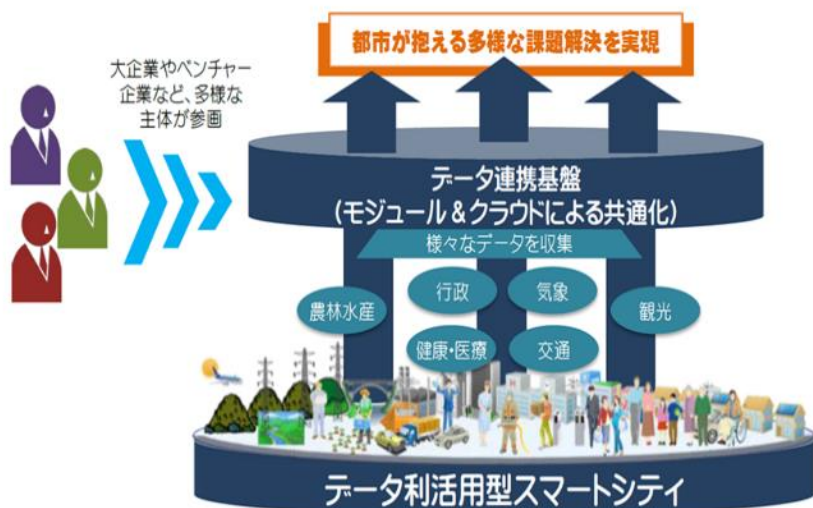 都市が抱える多様な課題解決を実現
大企業やベンチャー
企業など、多様な
主体が参画
データ連携基盤
(モジュール&クラウドによる共通化)
様々なデータを収集
農林水産
行政
気象
観光
健康・医療
交通
データ利活用型スマートシティ